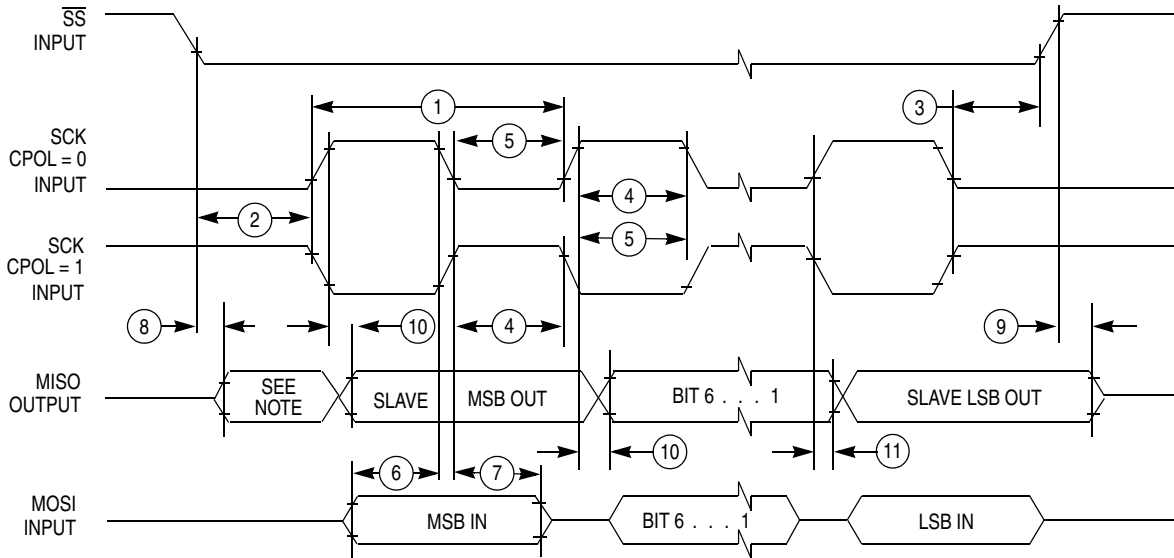 SS
INPUT
1
3
SCK
CPOL = 0
INPUT
5
4
2
SCK
CPOL = 1
INPUT
5
8
10
4
9
MISO
OUTPUT
SEE
NOTE
SLAVE
MSB OUT
BIT 6 . . . 1
SLAVE LSB OUT
10
11
6
7
MOSI
INPUT
MSB IN
BIT 6 . . . 1
LSB IN